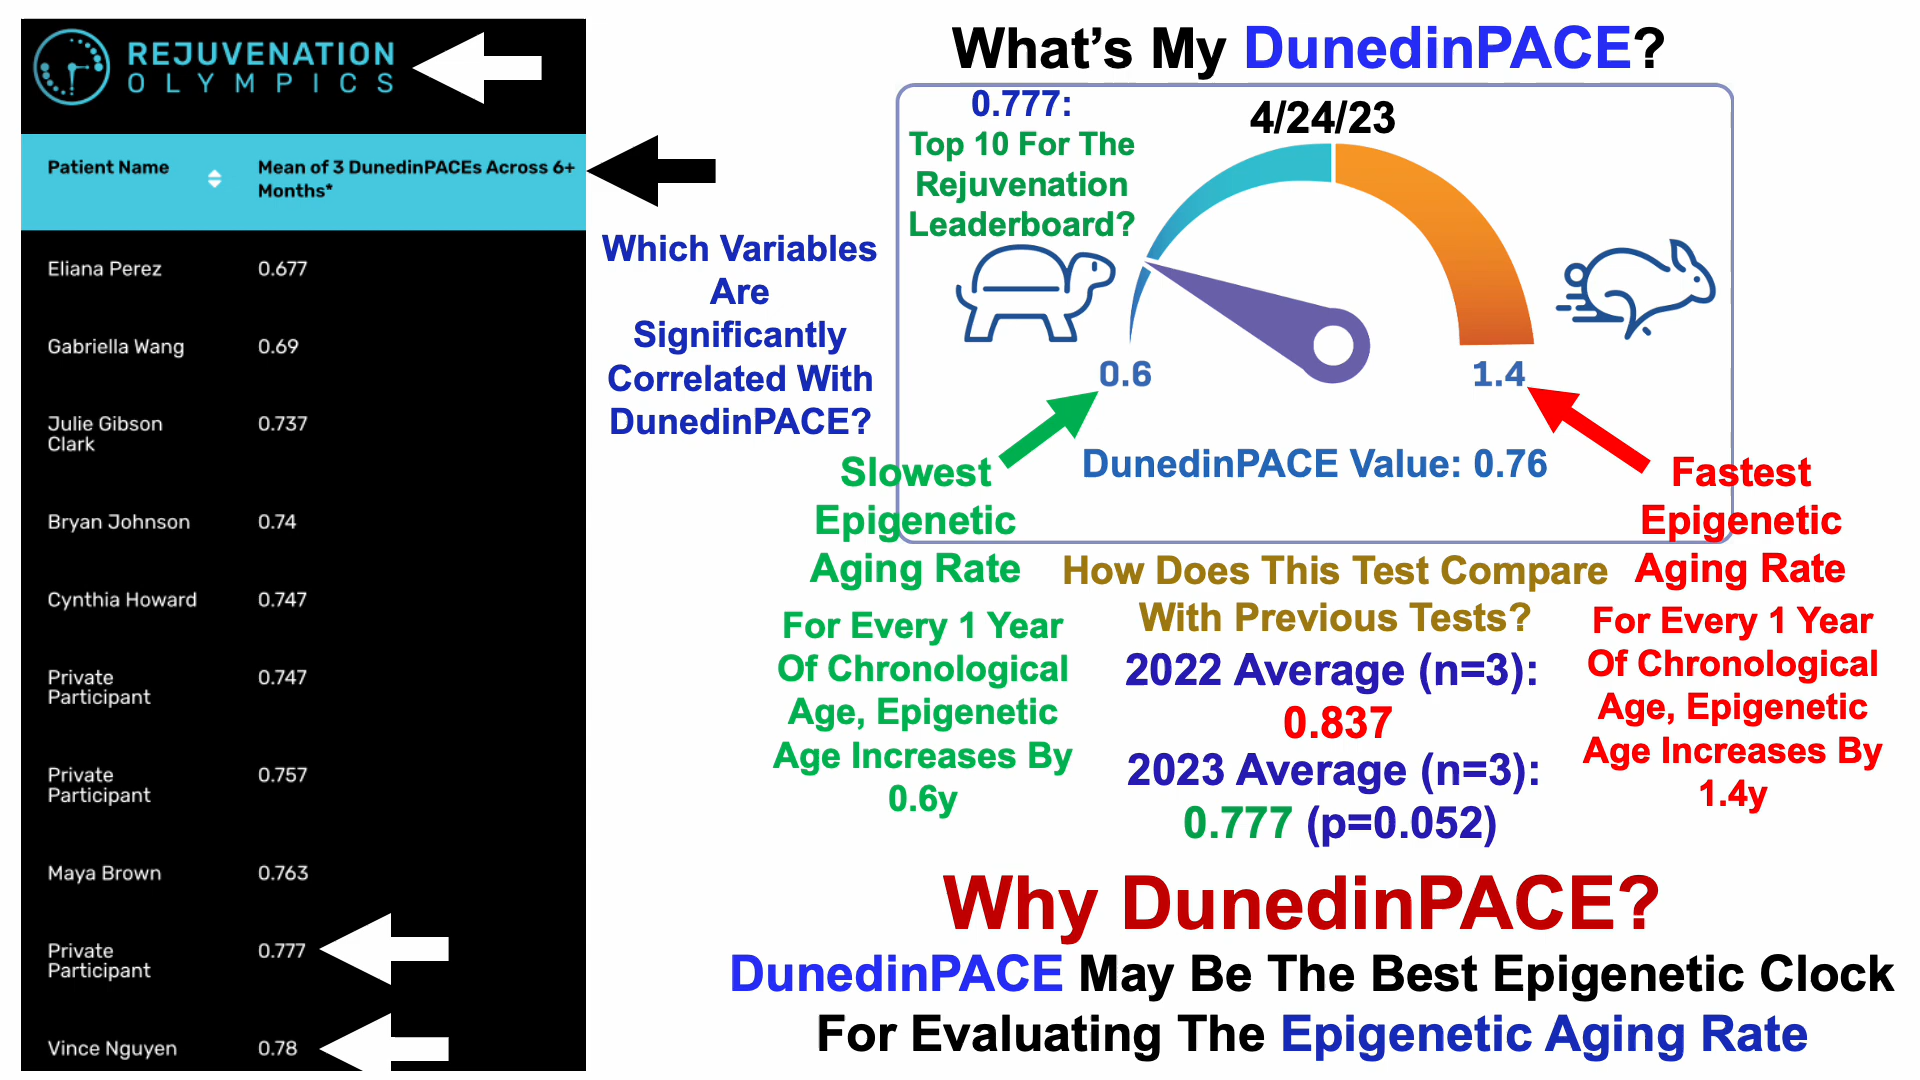 REJUVENATION
OLYMPICS
Patient Name
Mean of 3 DunedinPACEs Across 6+
Months*
Eliana Perez 0.677
Gabriella Wang 0.69
Julie Gibson 0.737
Clark
Bryan Johnson 0.74
Cynthia Howard 0.747
Private 0.747
Participant
Private 0.757
Participant
Maya Brown 0.763
Private 0.777
Participant
Vince Nguyen 0.78
Which Variables
Are
Significantly
Correlated With
DunedinPACE?
What's My DunedinPACE?
0.777:
Top 10 For The
Rejuvenation
Leaderboard?
4/24/23
0.6
1.4
DunedinPACE Value: 0.76
Slowest
Epigenetic
Aging Rate
For Every 1 Year
Of Chronological
Age, Epigenetic
Age Increases By
0.6y
Fastest
Epigenetic
Aging Rate
For Every 1 Year
Of Chronological
Age, Epigenetic
Age Increases By
1.4y
How Does This Test Compare
With Previous Tests?
2022 Average (n=3):
0.837
2023 Average (n=3):
0.777 (p=0.052)
Why DunedinPACE?
DunedinPACE May Be The Best Epigenetic Clock
For Evaluating The Epigenetic Aging Rate